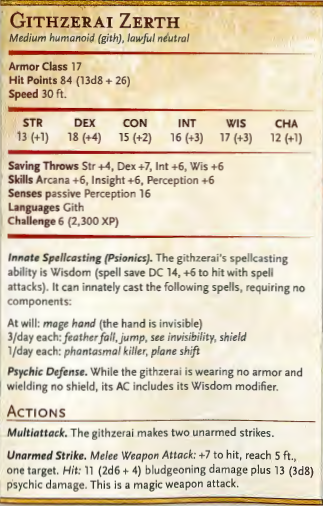 GITHZERAI ZERTH
Medium humanoid (gith), lawful neutral
Armor Class 17
Hit Points 84 (13d8 + 26)
Speed 30 ft.
STR DEX CON INT WIS CHA
13 (+1) 18 (+4) 15 (+2) 16 (+3) 17 (+3) 12 (+1)
Saving Throws Str +4, Dex +7, Int +6, Wis +6
Skills Arcana +6, Insight +6, Perception +6
Senses passive Perception 16
Languages Gith
Challenge 6 (2,300 XP)
Innate Spellcasting (Psionics). The githzerai's spellcasting
ability is Wisdom (spell save DC 14, +6 to hit with spell
attacks). It can innately cast the following spells, requiring no
components:
At will: mage hand (the hand is invisible)
3/day each: feather fall, jump, see invisibility, shield
1/day each: phantasmal killer, plane shift
Psychic Defense. While the githzerai is wearing no armor and
wielding no shield, its AC includes its Wisdom modifier.
ACTIONS
Multiattack. The githzerai makes two unarmed strikes.
Unarmed Strike. Melee Weapon Attack: +7 to hit, reach 5 ft.,
one target. Hit: 11 (2d6 + 4) bludgeoning damage plus 13 (3d8)
psychic damage. This is a magic weapon attack.